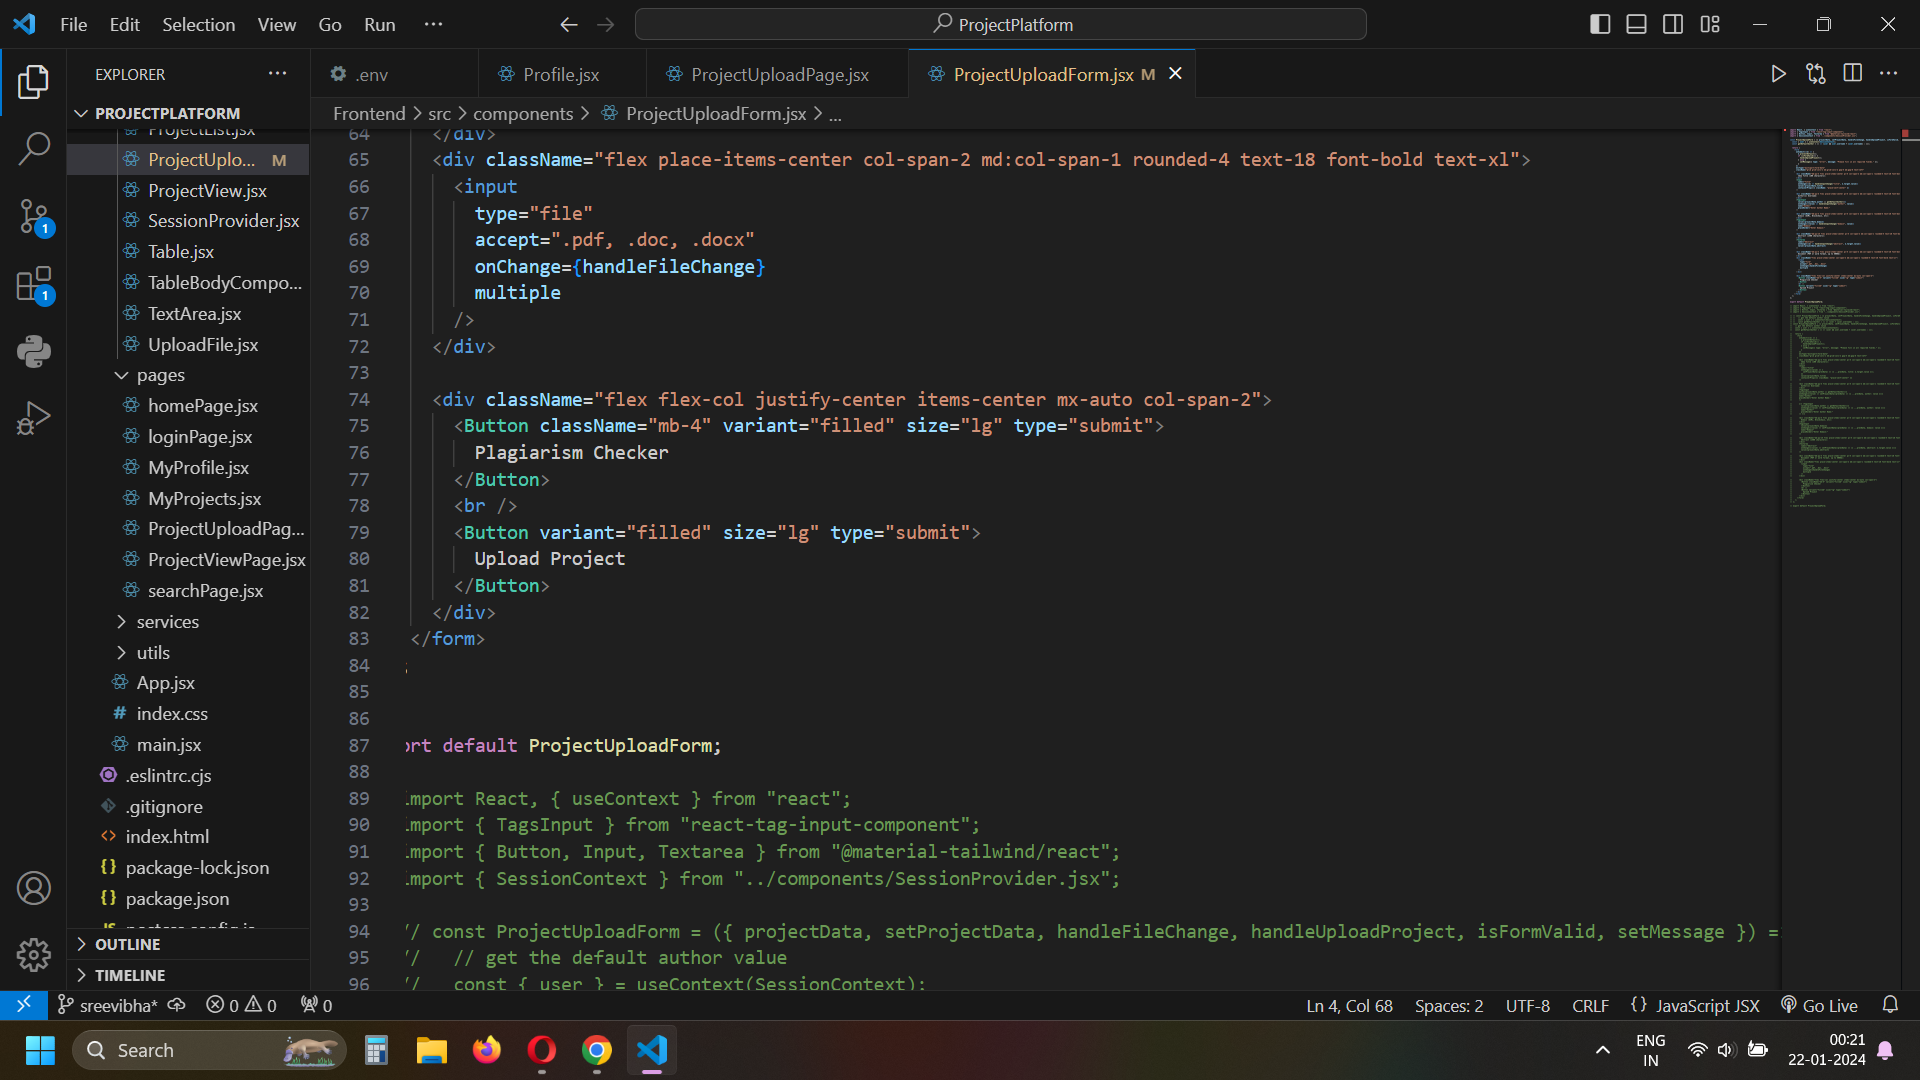 File Edit Selection View Go Run ···
ProjectPlatform
EXPLORER ···
PROJECTPLATFORM
ProjectList.jsx
ProjectUplo... M
ProjectView.jsx
SessionProvider.jsx
Table.jsx
TableBodyCompo...
TextArea.jsx
UploadFile.jsx
pages
homePage.jsx
loginPage.jsx
MyProfile.jsx
MyProjects.jsx
ProjectUploadPag...
ProjectViewPage.jsx
searchPage.jsx
services
utils
App.jsx
# index.css
main.jsx
.eslintrc.cjs
.gitignore
<> index.html
{} package-lock.json
{} package.json
OUTLINE
TIMELINE
1
1
.env Profile.jsx ProjectUploadPage.jsx ProjectUploadForm.jsx M
Frontend > src > components > ProjectUploadForm.jsx > ...
64 </div>
65 <div className="flex place-items-center col-span-2 md:col-span-1 rounded-4 text-18 font-bold text-xl">
66 <input
67 type="file"
68 accept=".pdf, .doc, .docx"
69 onChange={handleFileChange}
70 multiple
71 />
72 </div>
73
74 <div className="flex flex-col justify-center items-center mx-auto col-span-2">
75 <Button className="mb-4" variant="filled" size="lg" type="submit">
76 Plagiarism Checker
77 </Button>
78 <br />
79 <Button variant="filled" size="lg" type="submit">
80 Upload Project
81 </Button>
82 </div>
83 </form>
84 ;
85
86
87 ort default ProjectUploadForm;
88
89 import React, { useContext } from "react";
90 import { TagsInput } from "react-tag-input-component";
91 import { Button, Input, Textarea } from "@material-tailwind/react";
92 import { SessionContext } from "../components/SessionProvider.jsx";
93
94 // const ProjectUploadForm = ({ projectData, setProjectData, handleFileChange, handleUploadProject, isFormValid, setMessage }) =
95 // // get the default author value
96 // const { user } = useContext(SessionContext);
sreevibha* 0 0 0
Ln 4, Col 68 Spaces: 2 UTF-8 CRLF {} JavaScript JSX Go Live
Search
ENG
IN
00:21
22-01-2024